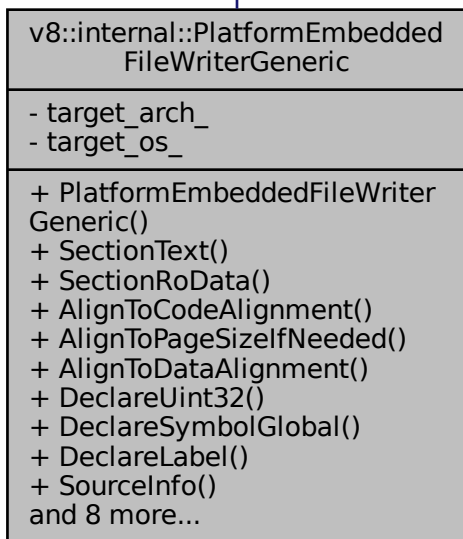 v8::internal::PlatformEmbedded
FileWriterGeneric
- target_arch_
- target_os_
+ PlatformEmbeddedFileWriter
Generic()
+ SectionText()
+ SectionRoData()
+ AlignToCodeAlignment()
+ AlignToPageSizeIfNeeded()
+ AlignToDataAlignment()
+ DeclareUint32()
+ DeclareSymbolGlobal()
+ DeclareLabel()
+ SourceInfo()
and 8 more...